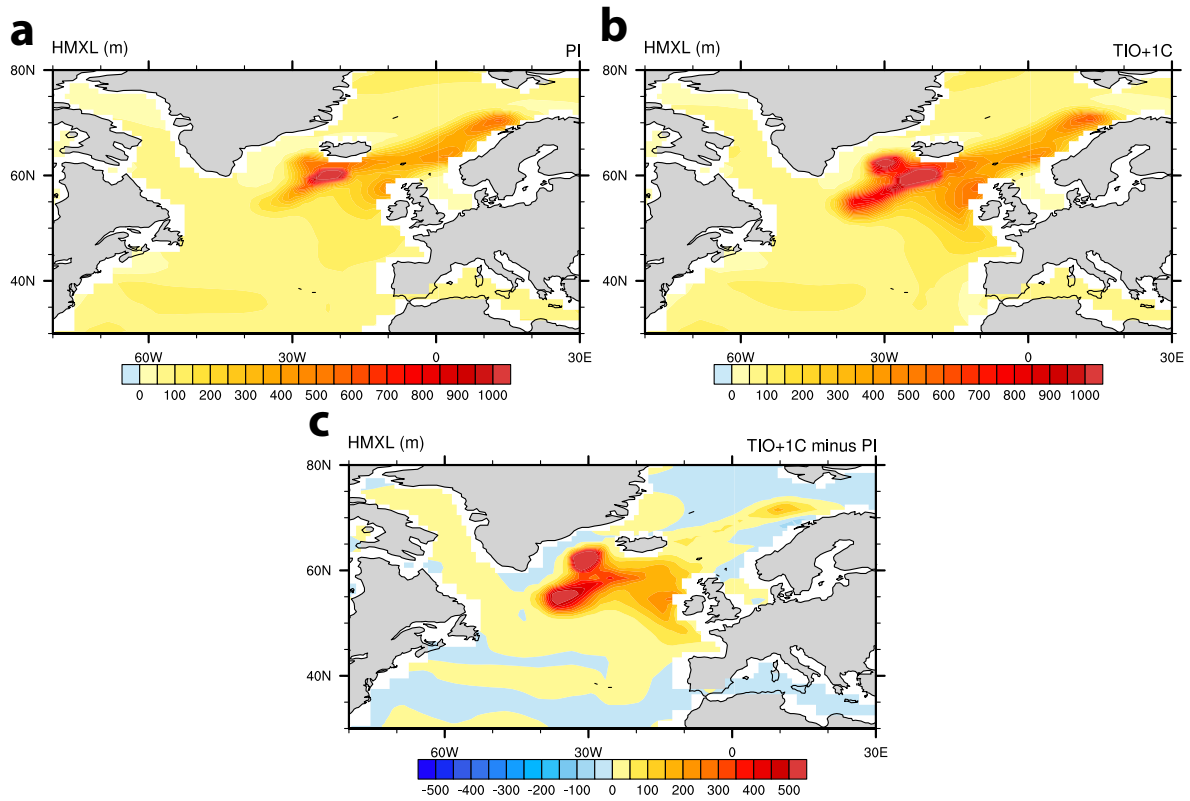 a
HMXL (m) PI
80N
60N
40N
60W 30W 0 30E
0 100 200 300 400 500 600 700 800 900 1000
b
HMXL (m) TIO+1C
80N
60N
40N
60W 30W 0 30E
0 100 200 300 400 500 600 700 800 900 1000
c
HMXL (m) TIO+1C minus PI
80N
60N
40N
60W 30W 0 30E
-500 -400 -300 -200 -100 0 100 200 300 400 500